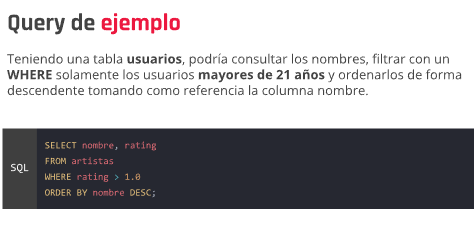 Query de ejemplo
Teniendo una tabla usuarios, podría consultar los nombres, filtrar con un
WHERE solamente los usuarios mayores de 21 años y ordenarlos de forma
descendente tomando como referencia la columna nombre.
SQL
SELECT nombre, rating
FROM artistas
WHERE rating > 1.0
ORDER BY nombre DESC;